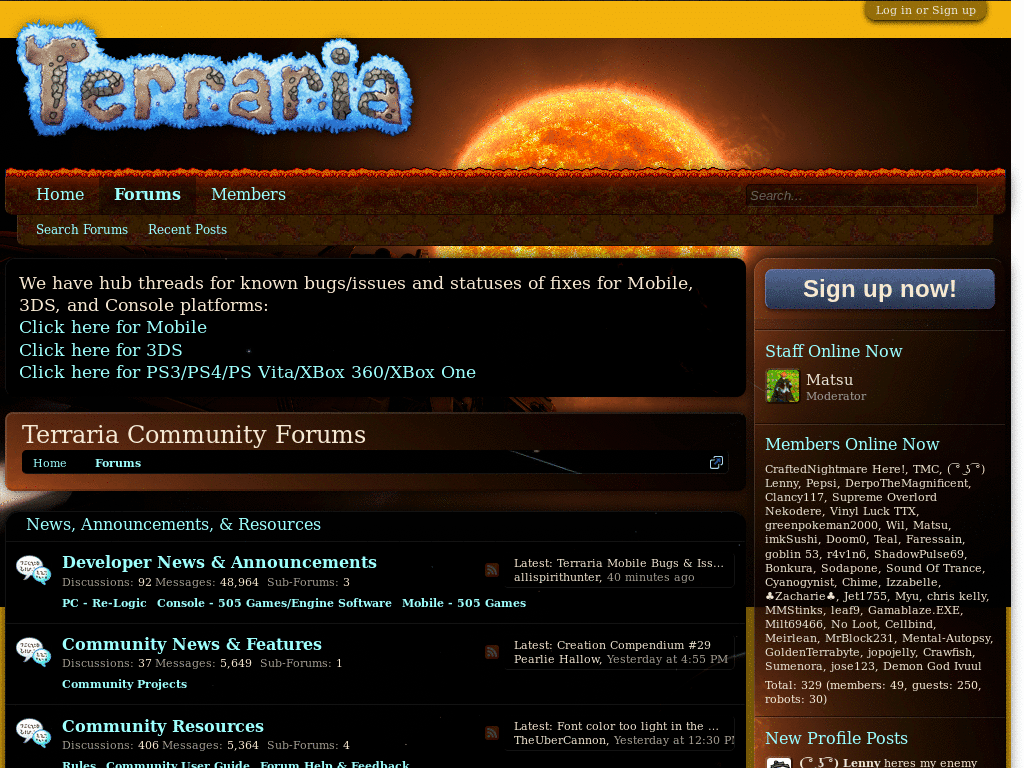 Log in or Sign up
Terraria
Home Forums Members
Search...
Search Forums Recent Posts
We have hub threads for known bugs/issues and statuses of fixes for Mobile,
3DS, and Console platforms:
Click here for Mobile
Click here for 3DS
Click here for PS3/PS4/PS Vita/XBox 360/XBox One
Terraria Community Forums
Home Forums
News, Announcements, & Resources
Developer News & Announcements
Discussions: 92 Messages: 48,964 Sub-Forums: 3
PC - Re-Logic Console - 505 Games/Engine Software Mobile - 505 Games
Latest: Terraria Mobile Bugs & Iss...
allispirithunter, 40 minutes ago
Community News & Features
Discussions: 37 Messages: 5,649 Sub-Forums: 1
Community Projects
Latest: Creation Compendium #29
Pearlie Hallow, Yesterday at 4:55 PM
Community Resources
Discussions: 406 Messages: 5,364 Sub-Forums: 4
Rules Community User Guide Forum Help & Feedback
Latest: Font color too light in the ...
TheUberCannon, Yesterday at 12:30 PM
Sign up now!
Staff Online Now
Matsu
Moderator
Members Online Now
CraftedNightmare Here!, TMC, ( ͡° ͜ʖ ͡°)
Lenny, Pepsi, DerpoTheMagnificent,
Clancy117, Supreme Overlord
Nekodere, Vinyl Luck TTX,
greenpokeman2000, Wil, Matsu,
imkSushi, Doom0, Teal, Faressain,
goblin 53, r4v1n6, ShadowPulse69,
Bonkura, Sodapone, Sound Of Trance,
Cyanogynist, Chime, Izzabelle,
♣Zacharie♣, Jet1755, Myu, chris kelly,
MMStinks, leaf9, Gamablaze.EXE,
Milt69466, No Loot, Cellbind,
Meirlean, MrBlock231, Mental-Autopsy,
GoldenTerrabyte, jopojelly, Crawfish,
Sumenora, jose123, Demon God Ivuul
Total: 329 (members: 49, guests: 250,
robots: 30)
New Profile Posts
( ͡° ͜ʖ ͡°) Lenny heres my enemy